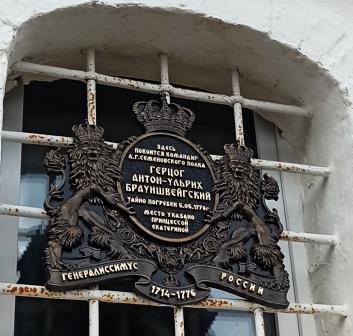 ЗДЕСЬ
ПОКОИТСЯ КОМАНДИР
Л.Г. СЕМЕНОВСКОГО ПОЛКА
ГЕРЦОГ
АНТОН-УЛЬРИХ
БРАУНШВЕЙГСКИЙ
ТАЙНО ПОГРЕБЕН 5.05.1776г
МЕСТО УКАЗАНО
ПРИНЦЕССОЙ
ЕКАТЕРИНОЙ
ГЕНЕРАЛИССИМУС
РОССИИ
1714-1776